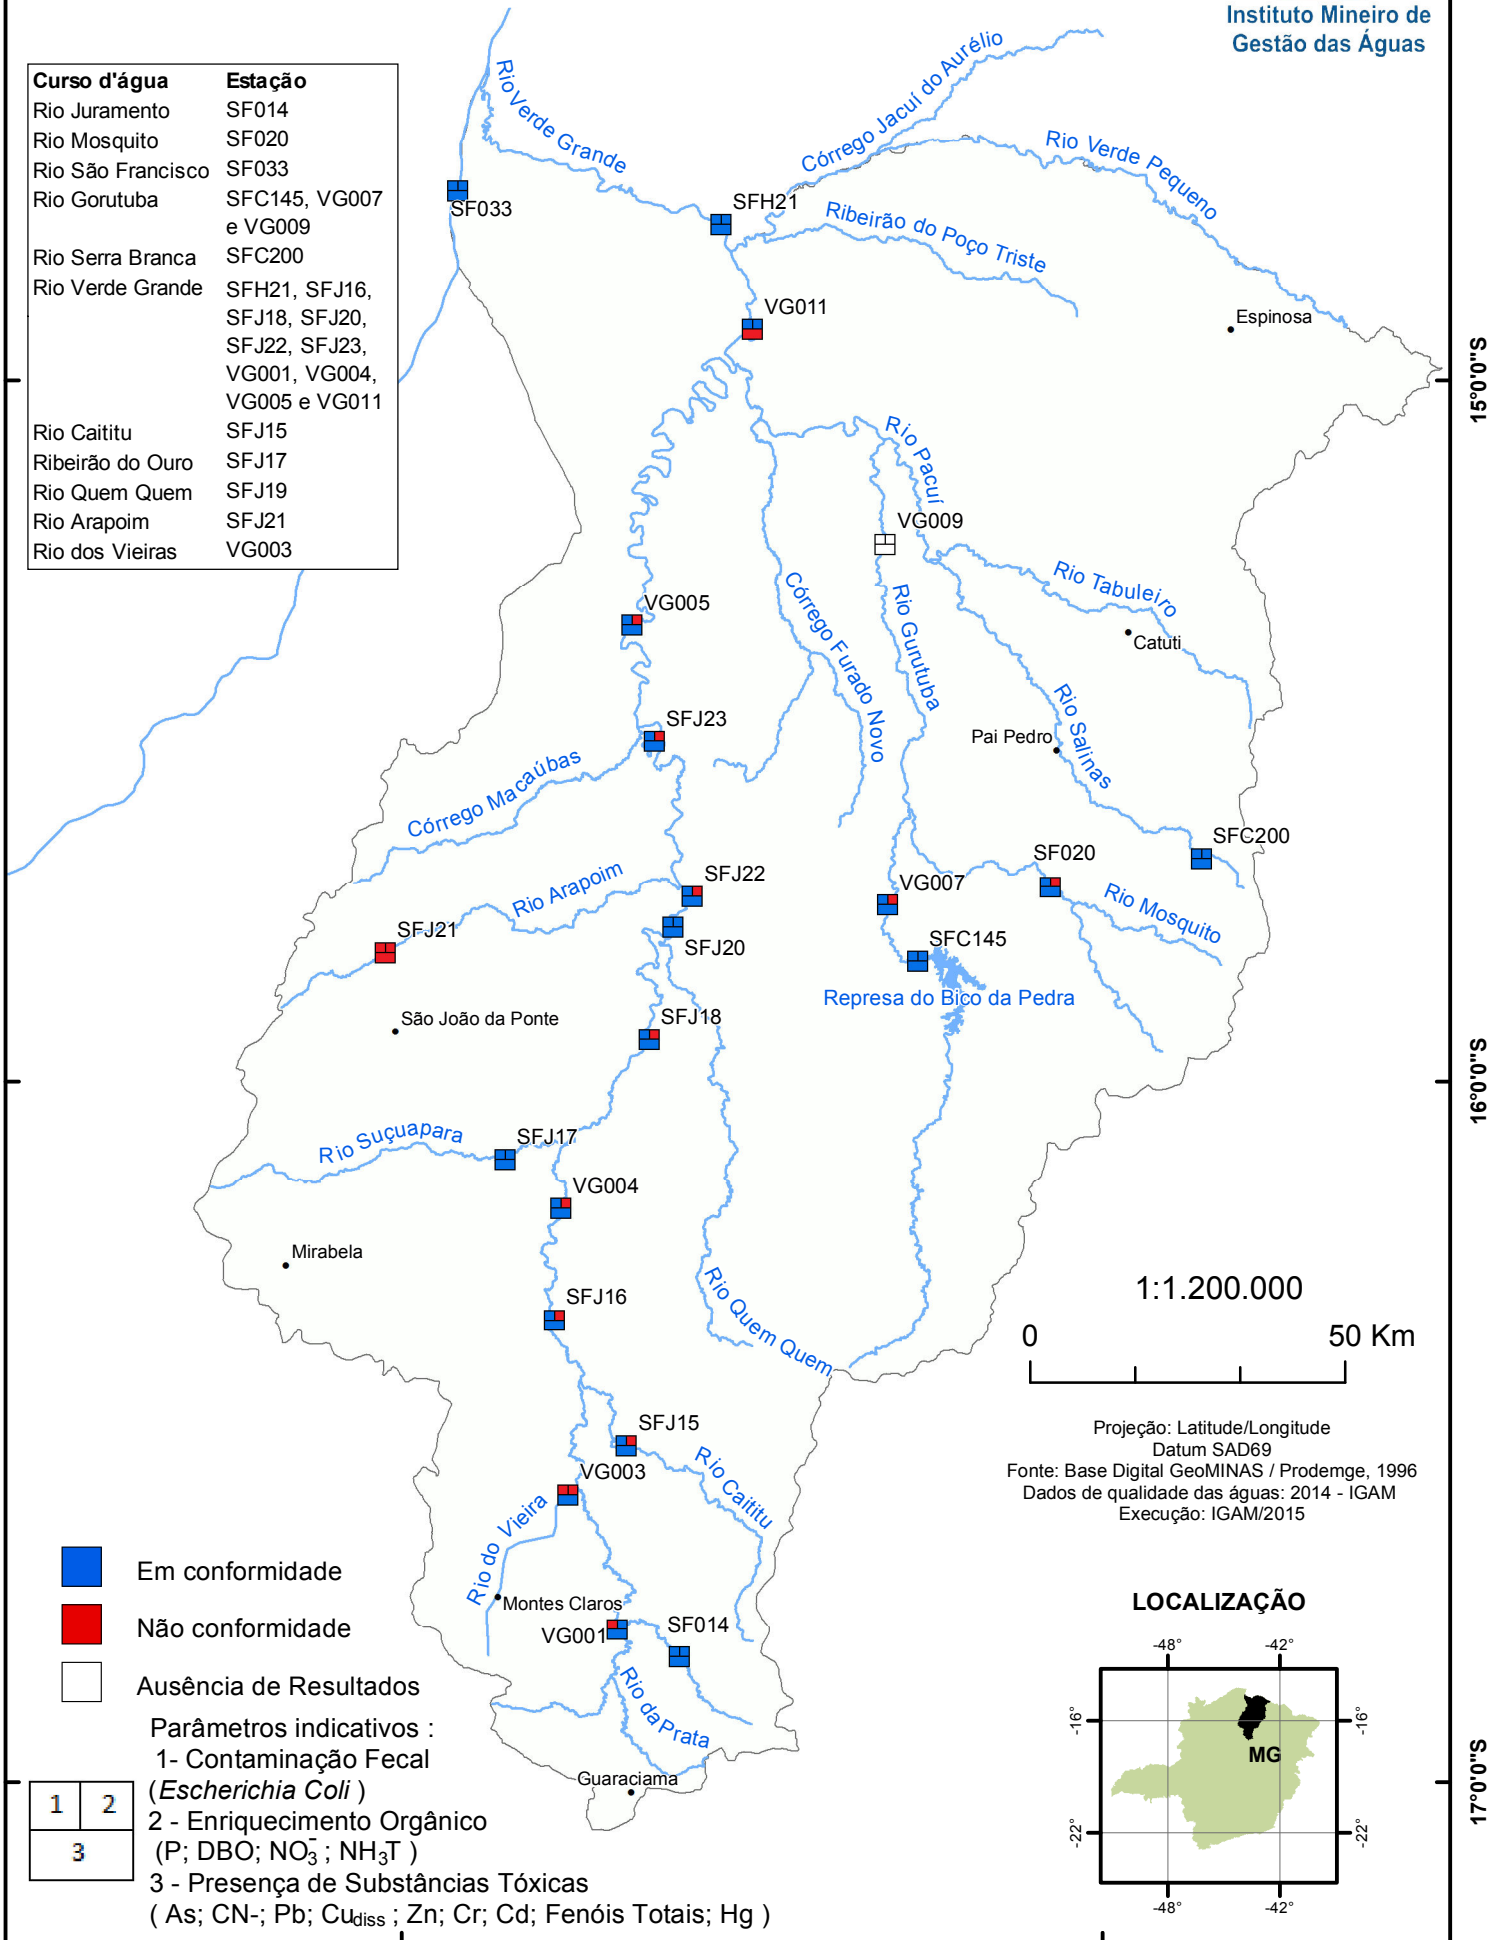 Instituto Mineiro de
Gestão das Águas
Curso d'água Estação
Rio Juramento SF014
Rio Mosquito SF020
Rio São Francisco SF033
Rio Gorutuba SFC145, VG007
e VG009
Rio Serra Branca SFC200
Rio Verde Grande SFH21, SFJ16,
SFJ18, SFJ20,
SFJ22, SFJ23,
VG001, VG004,
VG005 e VG011
Rio Caititu SFJ15
Ribeirão do Ouro SFJ17
Rio Quem Quem SFJ19
Rio Arapoim SFJ21
Rio dos Vieiras VG003
Rio Verde Grande
Córrego Jacuí do Aurélio
Rio Verde Pequeno
SF033
SFH21
Ribeirão do Poço Triste
VG011
Espinosa
15°0'0"S
Rio Pacuí
VG009
Rio Tabuleiro
Catuti
VG005
Córrego Furado Novo
Rio Gurutuba
SFJ23
Pai Pedro
Rio Salinas
Córrego Macaúbas
SFC200
SF020
SFJ22
VG007
Rio Arapoim
Rio Mosquito
SFJ21
SFJ20
SFC145
Represa do Bico da Pedra
São João da Ponte
SFJ18
16°0'0"S
Rio Suçuapara
SFJ17
VG004
Mirabela
SFJ16
Rio Quem Quem
1:1.200.000
0 50 Km
SFJ15
Rio Caititu
VG003
Rio do Vieira
Projeção: Latitude/Longitude
Datum SAD69
Fonte: Base Digital GeoMINAS / Prodemge, 1996
Dados de qualidade das águas: 2014 - IGAM
Execução: IGAM/2015
Montes Claros
VG001
SF014
Rio da Prata
Guaraciama
Em conformidade
Não conformidade
Ausência de Resultados
Parâmetros indicativos :
1- Contaminação Fecal
(Escherichia Coli )
2 - Enriquecimento Orgânico
(P; DBO; NO₃⁻ ; NH₃T )
3 - Presença de Substâncias Tóxicas
( As; CN-; Pb; Cudiss ; Zn; Cr; Cd; Fenóis Totais; Hg )
1 2
3
LOCALIZAÇÃO
-48° -42°
-16° -16°
MG
-22° -22°
-48° -42°
17°0'0"S